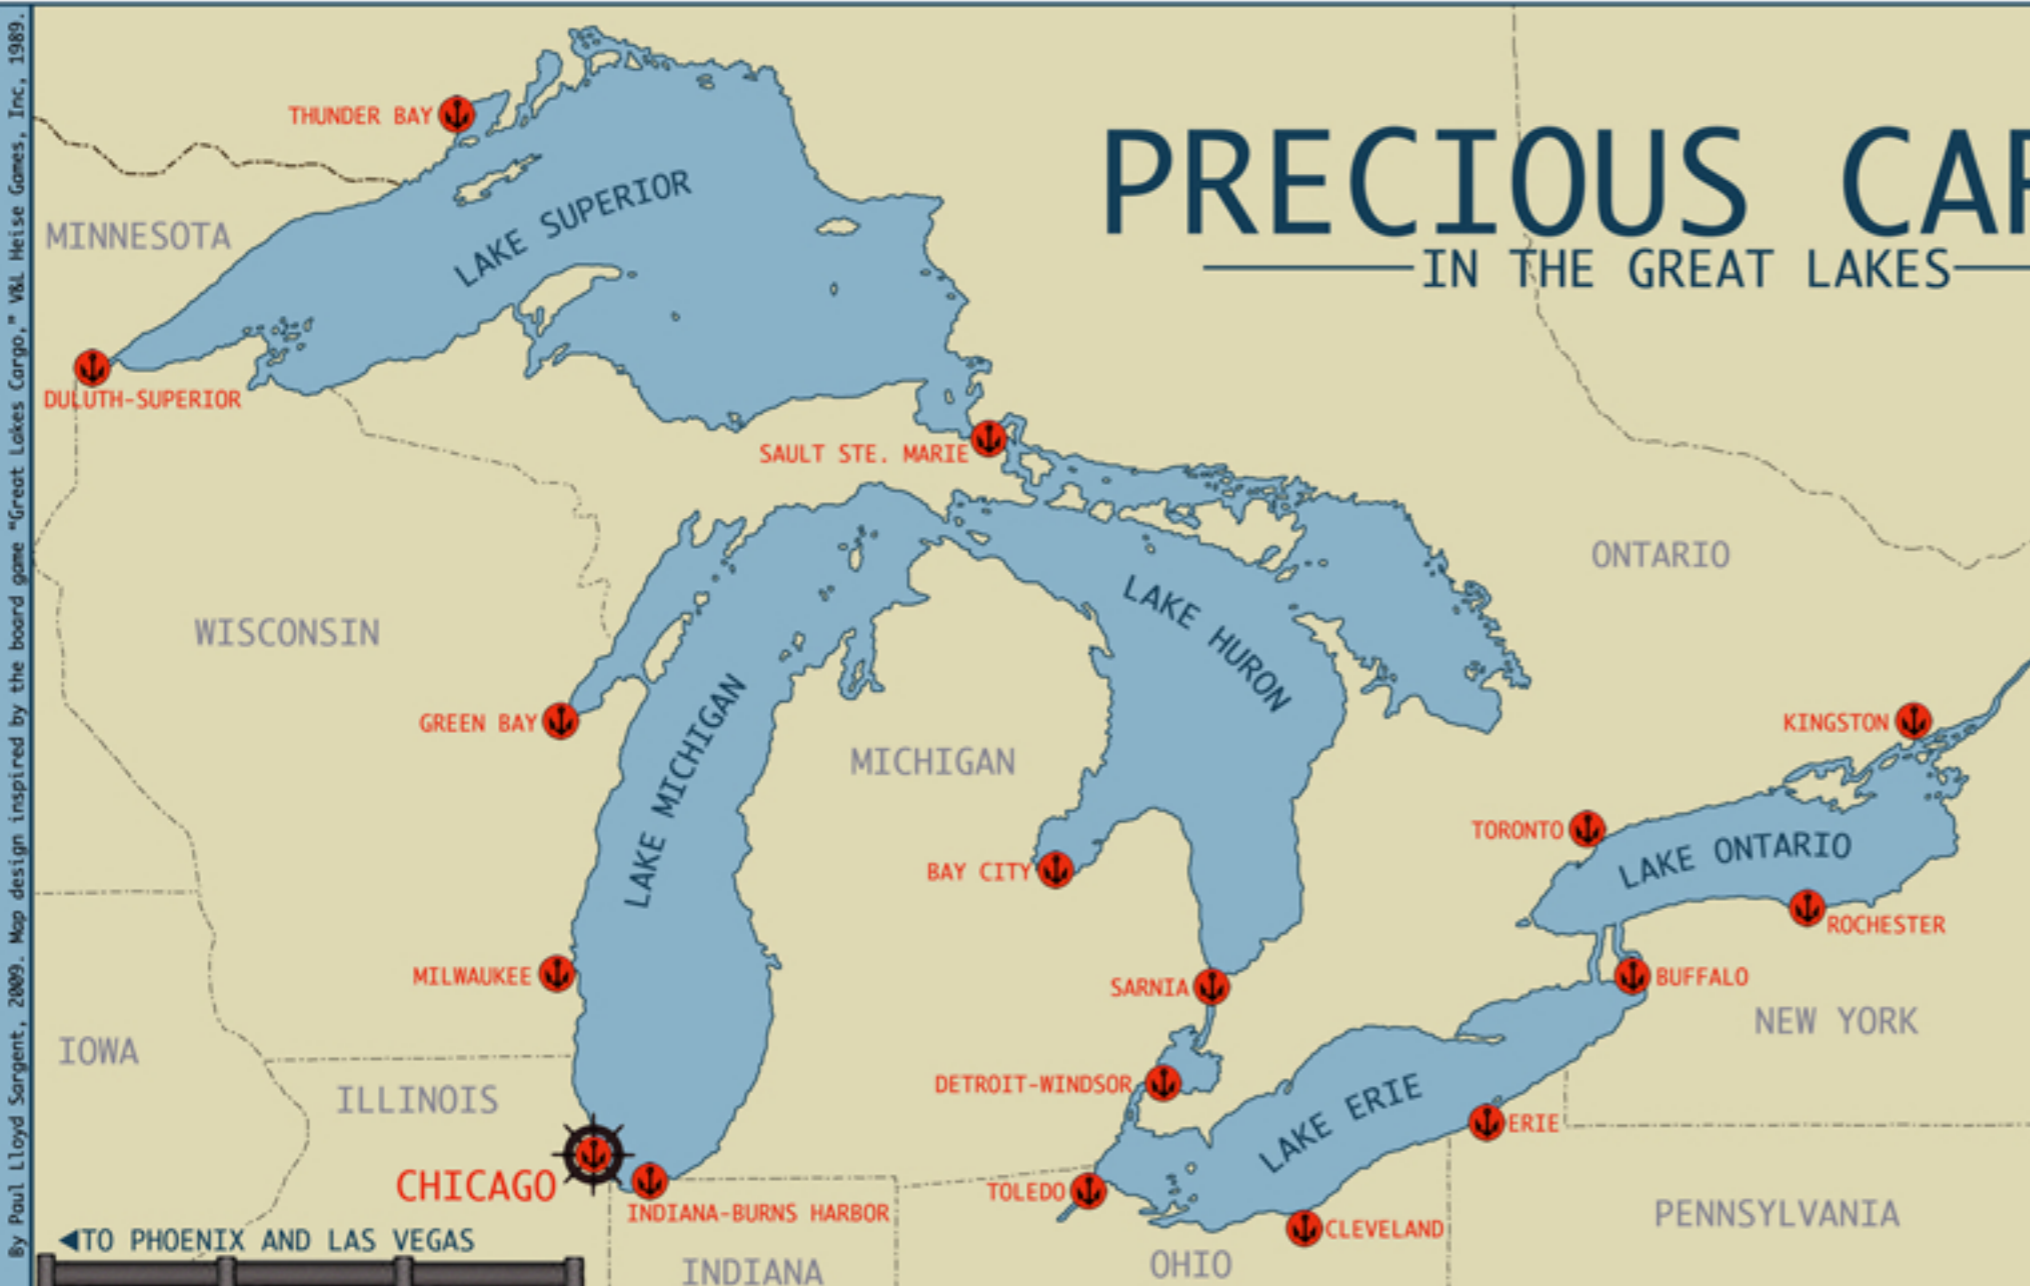 By Paul Lloyd Sargent, 2009. Map design inspired by the board game "Great Lakes Cargo," V&L Heise Games, Inc, 1989.
THUNDER BAY
PRECIOUS CAR
IN THE GREAT LAKES
MINNESOTA
LAKE SUPERIOR
DULUTH-SUPERIOR
SAULT STE. MARIE
ONTARIO
WISCONSIN
LAKE HURON
LAKE MICHIGAN
GREEN BAY
MICHIGAN
KINGSTON
TORONTO
LAKE ONTARIO
BAY CITY
ROCHESTER
MILWAUKEE
SARNIA
BUFFALO
NEW YORK
IOWA
ILLINOIS
DETROIT-WINDSOR
LAKE ERIE
ERIE
CHICAGO
TOLEDO
INDIANA-BURNS HARBOR
PENNSYLVANIA
CLEVELAND
◀TO PHOENIX AND LAS VEGAS
INDIANA
OHIO